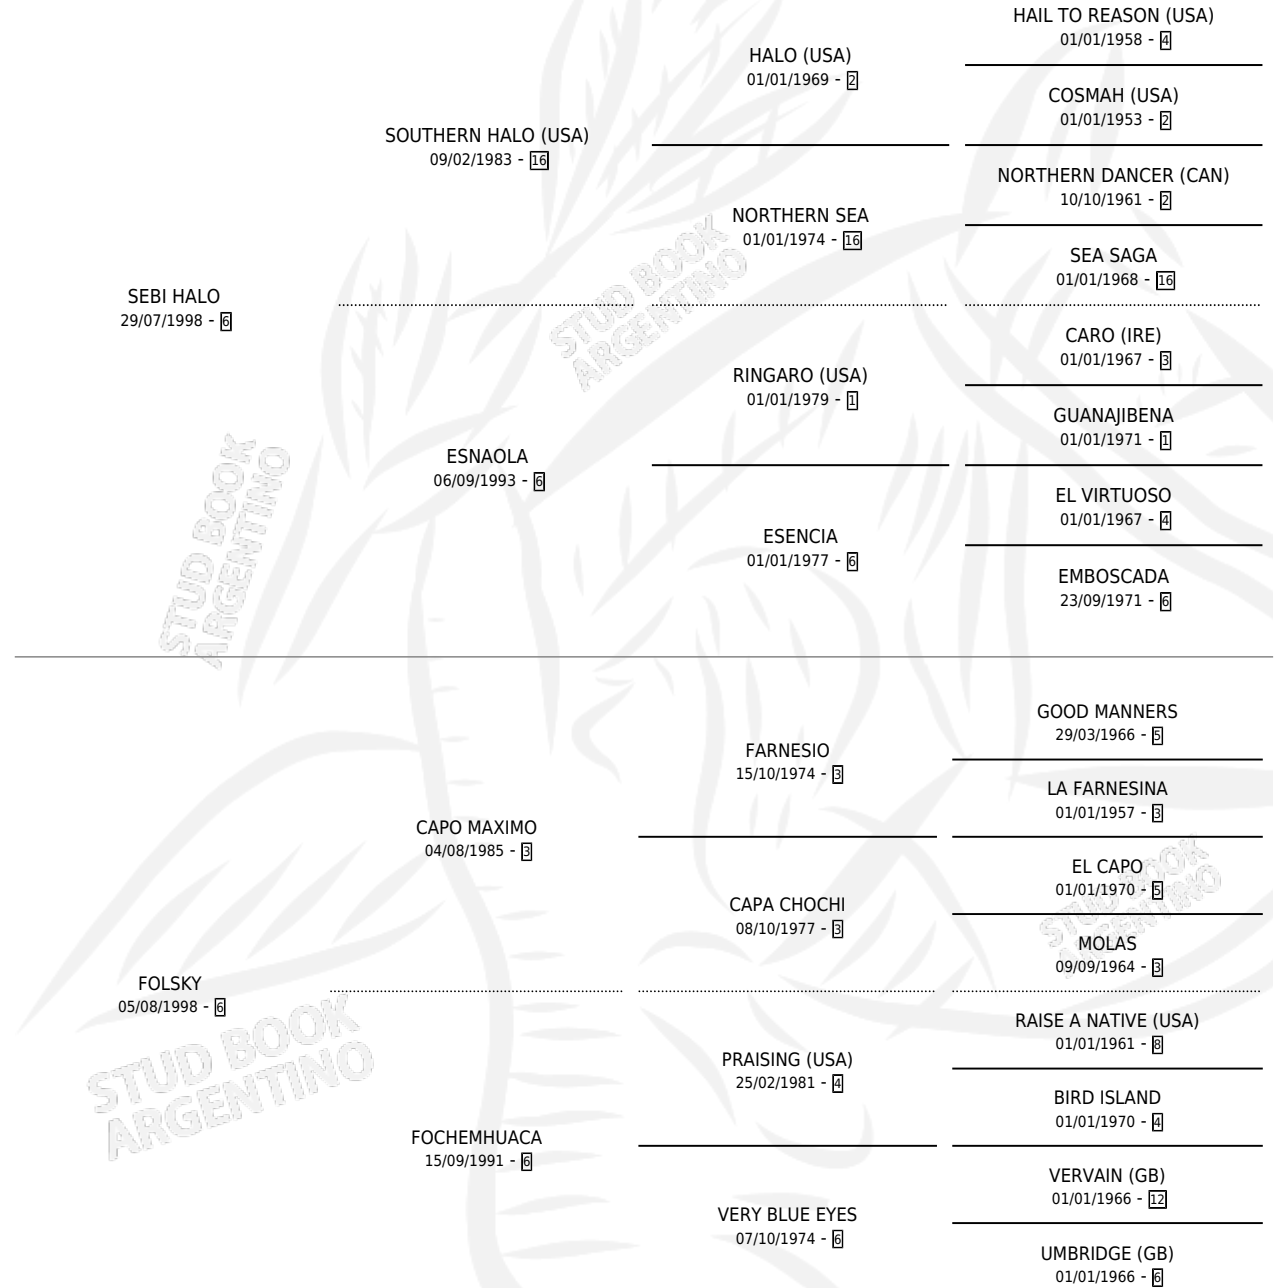 HAIL TO REASON (USA)
01/01/1958 - 4
HALO (USA)
01/01/1969 - 2
COSMAH (USA)
01/01/1953 - 2
SOUTHERN HALO (USA)
09/02/1983 - 16
NORTHERN DANCER (CAN)
10/10/1961 - 2
NORTHERN SEA
01/01/1974 - 16
SEA SAGA
01/01/1968 - 16
SEBI HALO
29/07/1998 - 6
CARO (IRE)
01/01/1967 - 3
RINGARO (USA)
01/01/1979 - 1
GUANAJIBENA
01/01/1971 - 1
ESNAOLA
06/09/1993 - 6
EL VIRTUOSO
01/01/1967 - 4
ESENCIA
01/01/1977 - 6
EMBOSCADA
23/09/1971 - 6
GOOD MANNERS
29/03/1966 - 5
FARNESIO
15/10/1974 - 3
LA FARNESINA
01/01/1957 - 3
CAPO MAXIMO
04/08/1985 - 3
EL CAPO
01/01/1970 - 5
CAPA CHOCHI
08/10/1977 - 3
MOLAS
09/09/1964 - 3
FOLSKY
05/08/1998 - 6
RAISE A NATIVE (USA)
01/01/1961 - 8
PRAISING (USA)
25/02/1981 - 4
BIRD ISLAND
01/01/1970 - 4
FOCHEMHUACA
15/09/1991 - 6
VERVAIN (GB)
01/01/1966 - 12
VERY BLUE EYES
07/10/1974 - 6
UMBRIDGE (GB)
01/01/1966 - 6
STUD BOOK
ARGENTINO
STUD BOOK
ARGENTINO
STUD BOOK
ARGENTINO
STUD BOOK
ARGENTINO